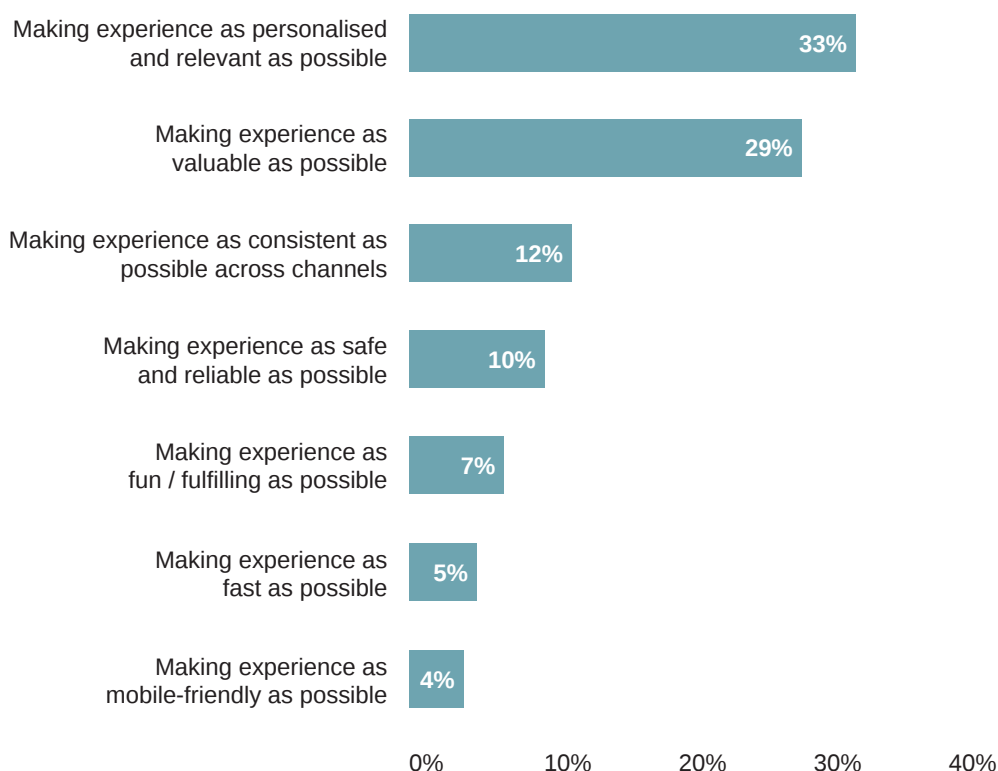 Making experience as personalised
and relevant as possible
33%
Making experience as
valuable as possible
29%
Making experience as consistent as
possible across channels
12%
Making experience as safe
and reliable as possible
10%
Making experience as
fun / fulfilling as possible
7%
Making experience as
fast as possible
5%
Making experience as
mobile-friendly as possible
4%
0% 10% 20% 30% 40%